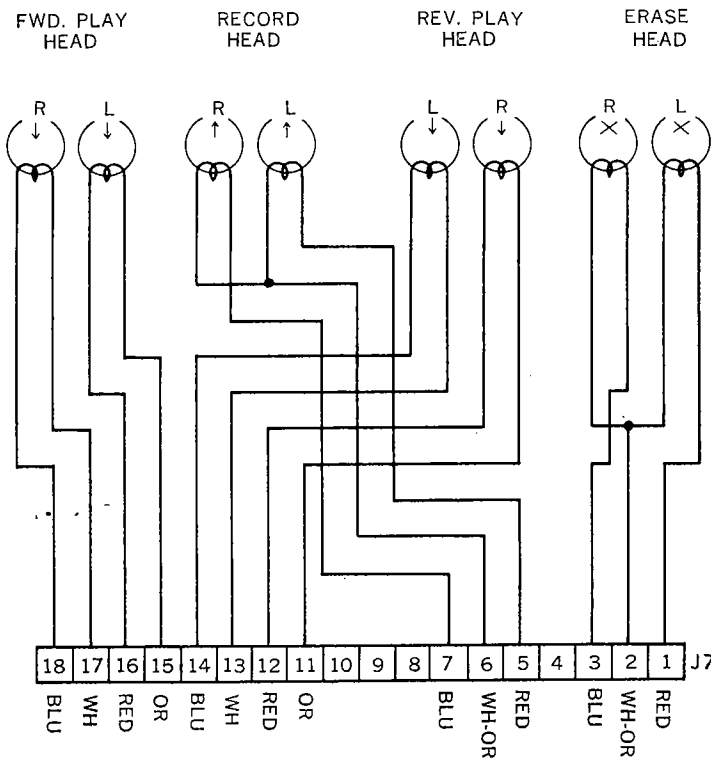 FWD. PLAY HEAD
RECORD HEAD
REV. PLAY HEAD
ERASE HEAD
R L R L L R R L
18 17 16 15 14 13 12 11 10 9 8 7 6 5 4 3 2 1 J7
BLU WH RED OR BLU WH RED OR BLU WH-OR RED BLU WH-OR RED